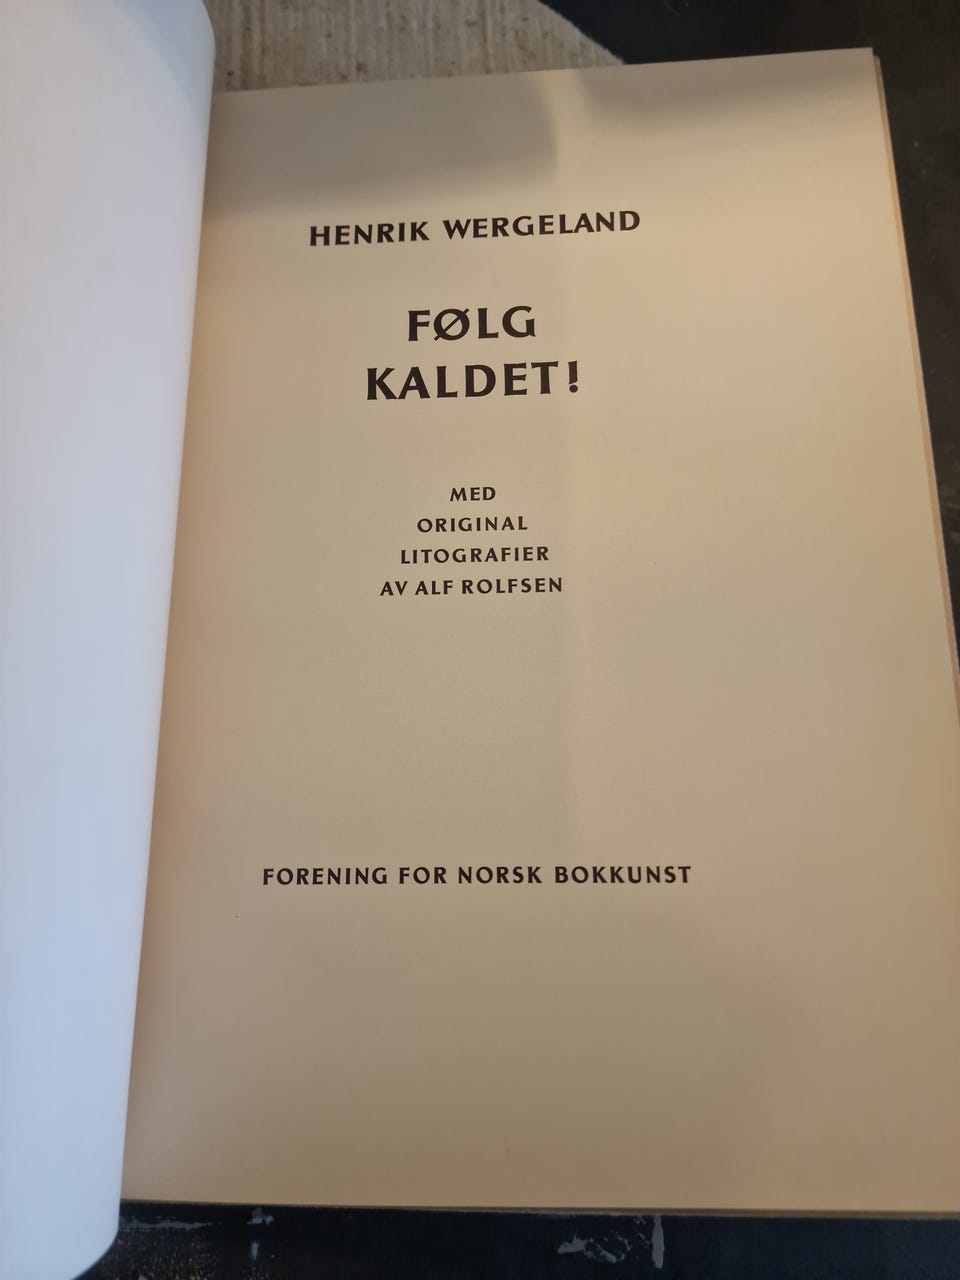 HENRIK WERGELAND
FØLG
KALDET!
MED
ORIGINAL
LITOGRAFIER
AV ALF ROLFSEN
FORENING FOR NORSK BOKKUNST